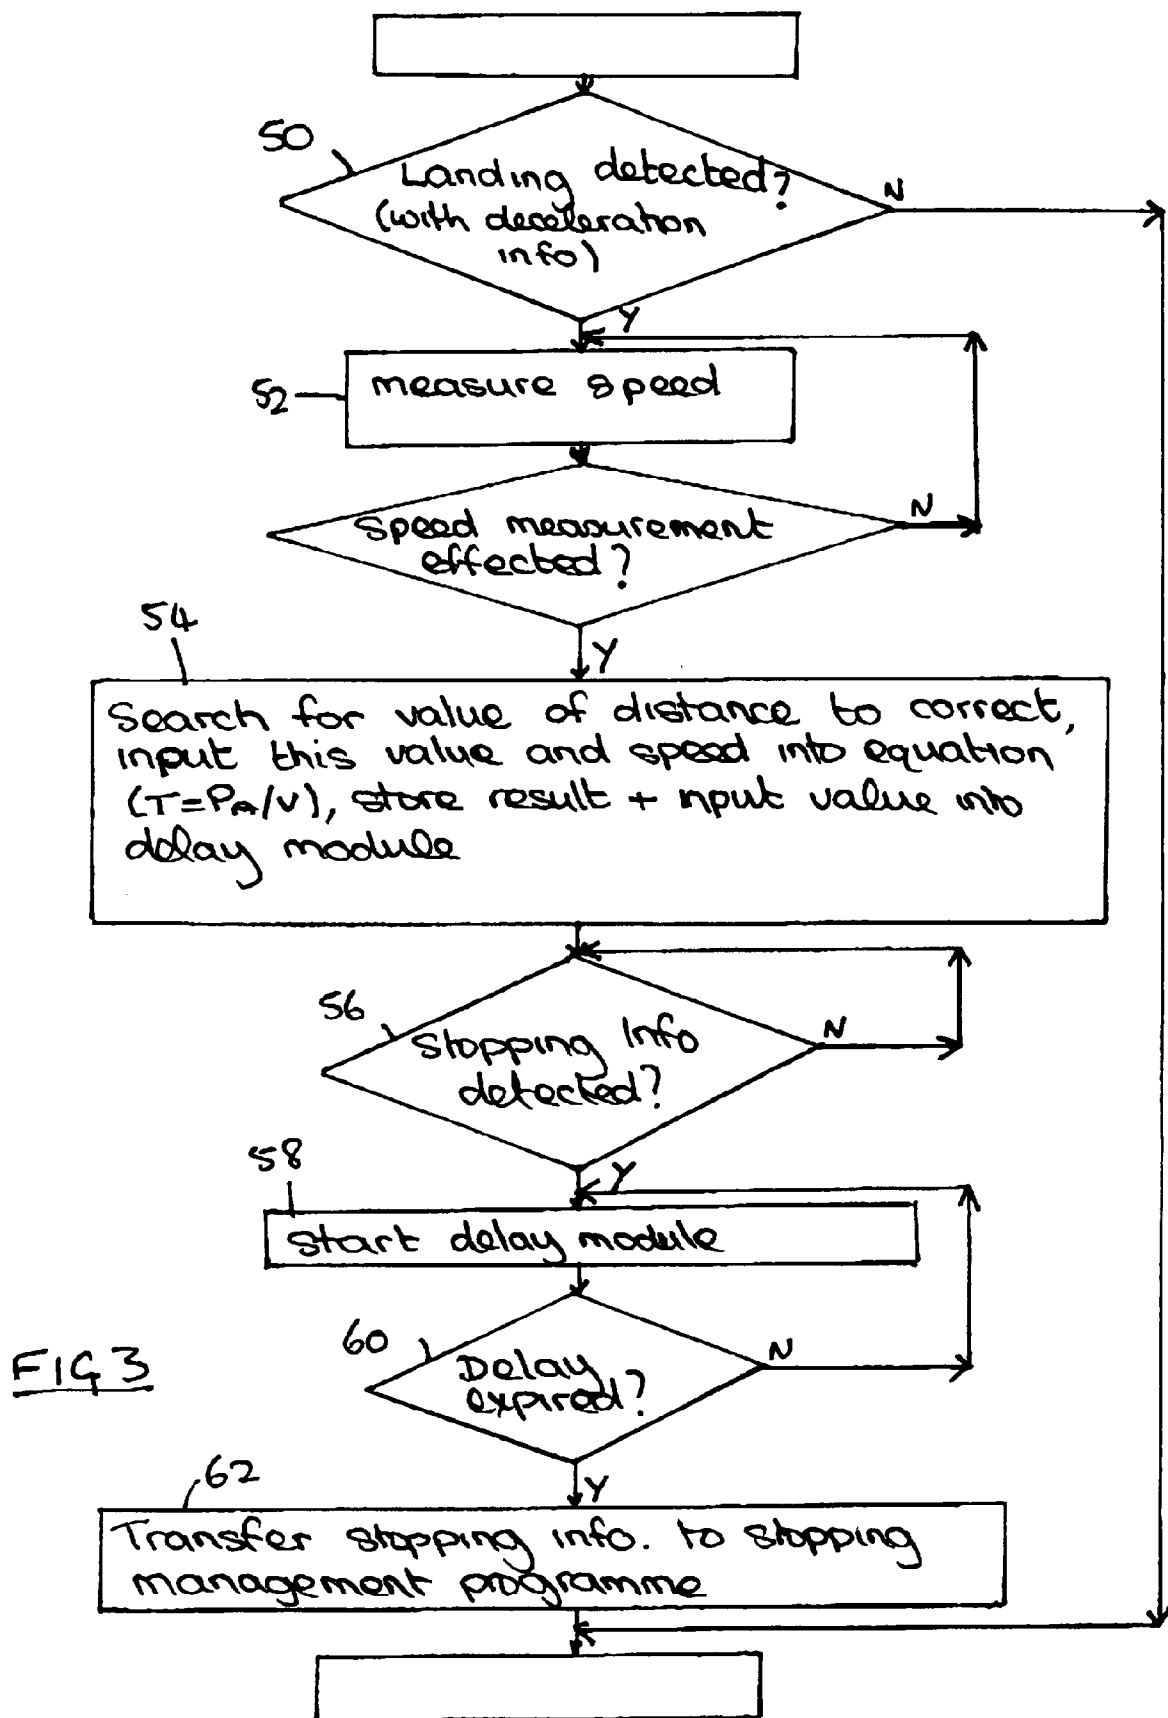 50
Landing detected?
(with deceleration
info)
N
Y
52
measure speed
Speed measurement
effected?
N
Y
54
Search for value of distance to correct,
input this value and speed into equation
(T=PA/V), store result + input value into
delay module
56
Stopping Info
detected?
N
Y
58
start delay module
60
Delay
expired?
N
Y
FIG 3
62
Transfer stopping info. to stopping
management programme